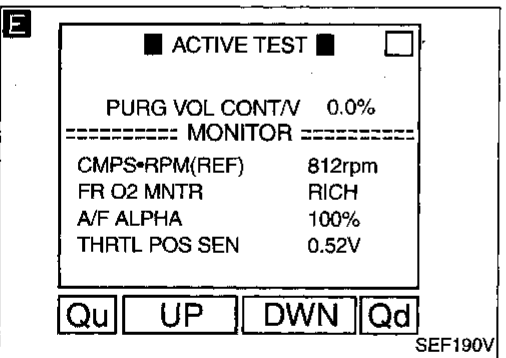 E
■ ACTIVE TEST ■ □
PURG VOL CONT/V 0.0%
========== MONITOR ==========
CMPS•RPM(REF) 812rpm
FR O2 MNTR RICH
A/F ALPHA 100%
THRTL POS SEN 0.52V
Qu UP DWN Qd
SEF190V